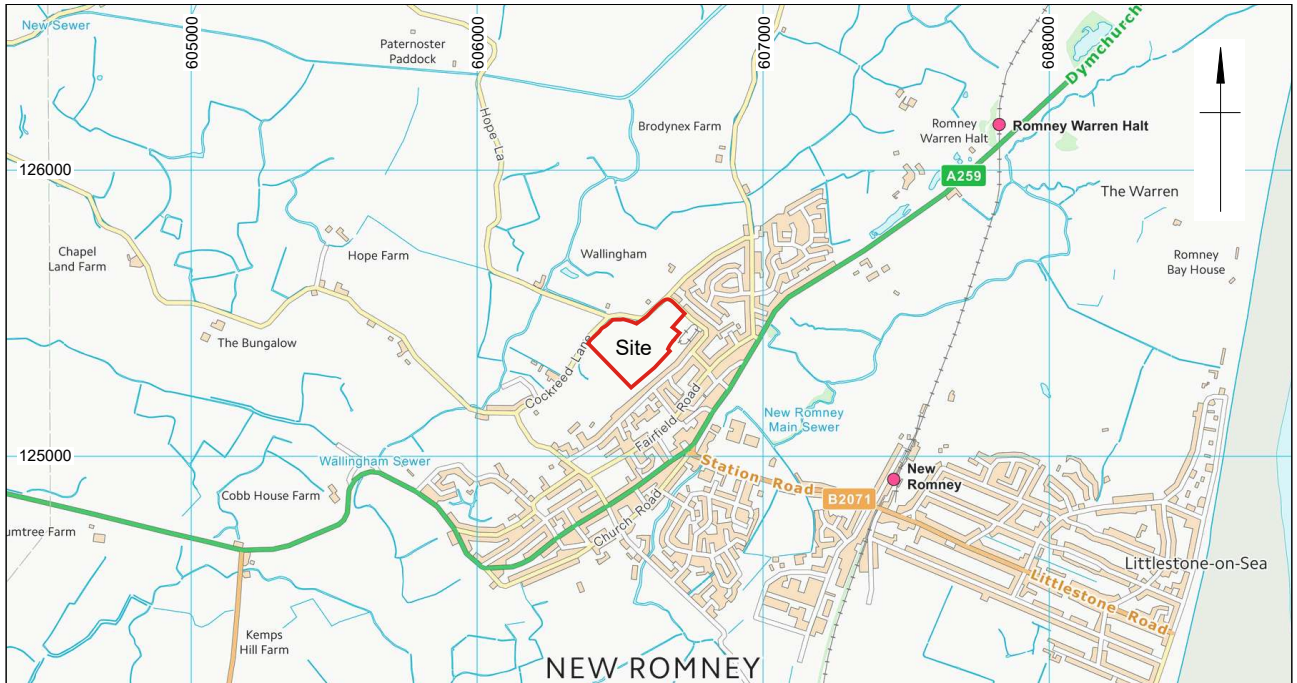 New Sewer
605000
606000
607000
608000
Paternoster
Paddock
Dymchurch
Hope La
Brodynex Farm
Romney
Warren Halt
Romney Warren Halt
126000
A259
The Warren
Chapel
Land Farm
Hope Farm
Wallingham
Romney
Bay House
The Bungalow
Site
Cockreed Lane
Fairfield Road
New Romney
Main Sewer
125000
Wallingham Sewer
Station Road
New
Romney
Cobb House Farm
B2071
Church Road
umtree Farm
Littlestone-on-Sea
Littlestone Road
Kemps
Hill Farm
NEW ROMNEY